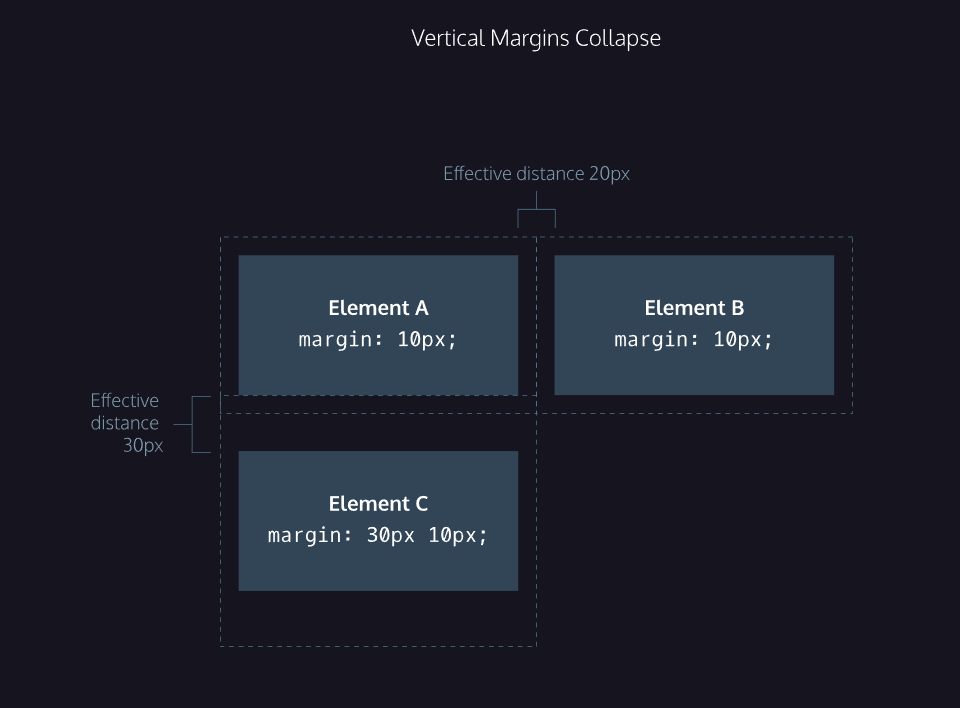 Vertical Margins Collapse
Effective distance 20px
Element A
margin: 10px;
Element B
margin: 10px;
Effective
distance
30px
Element C
margin: 30px 10px;